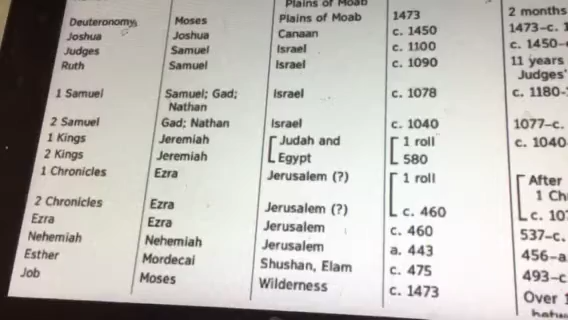 Plains of Moab
Deuteronomy Moses Plains of Moab 1473 2 months
Joshua Joshua Canaan c. 1450 1473–c.
Judges Samuel Israel c. 1100 c. 1450–
Ruth Samuel Israel c. 1090 11 years
Judges'
1 Samuel Samuel; Gad; Israel c. 1078 c. 1180–
Nathan
2 Samuel Gad; Nathan Israel c. 1040 1077–c.
1 Kings Jeremiah Judah and 1 roll c. 1040
2 Kings Jeremiah Egypt 580
1 Chronicles Ezra Jerusalem (?) 1 roll After
1 Ch
2 Chronicles Ezra Jerusalem (?) c. 460 c. 10
Ezra Ezra Jerusalem c. 460 537–c.
Nehemiah Nehemiah Jerusalem a. 443 456–a
Esther Mordecai Shushan, Elam c. 475 493–c
Job Moses Wilderness c. 1473 Over